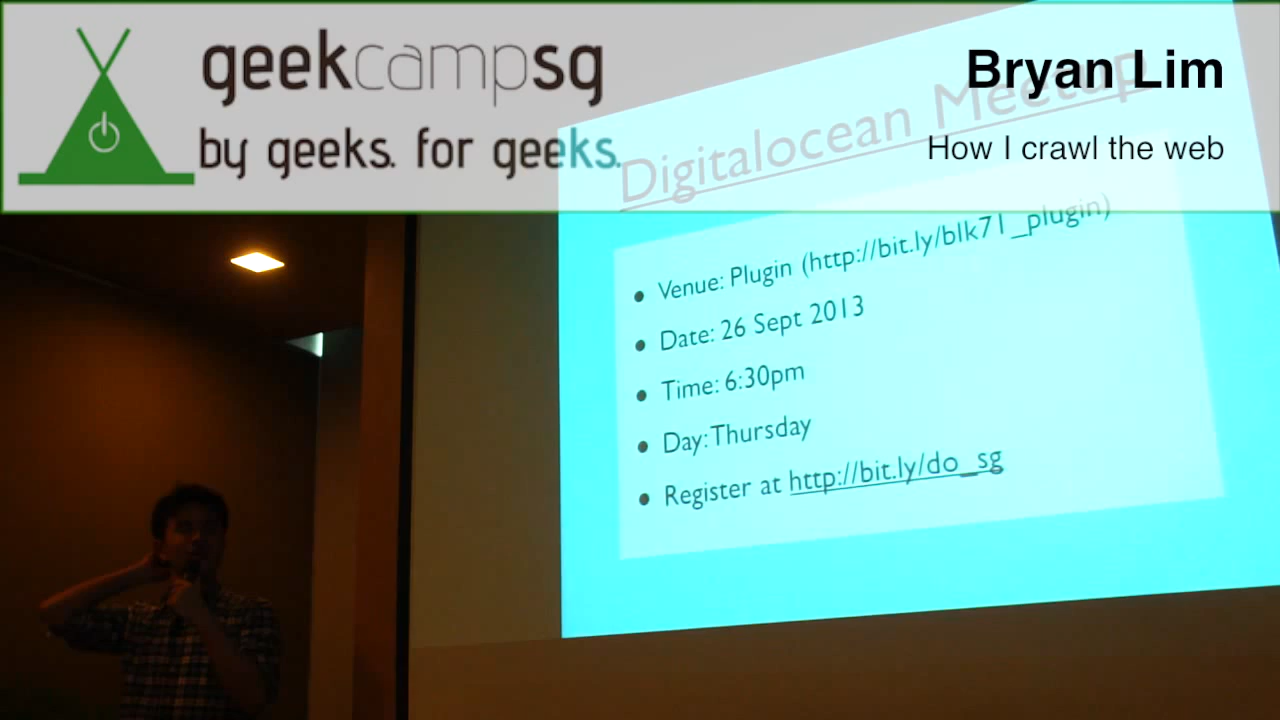 geekcampsg
by geeks. for geeks.
Bryan Lim
How I crawl the web
Digitalocean Meetup
Venue: Plugin (http://bit.ly/blk71_plugin)
Date: 26 Sept 2013
Time: 6:30pm
Day: Thursday
Register at http://bit.ly/do_sg